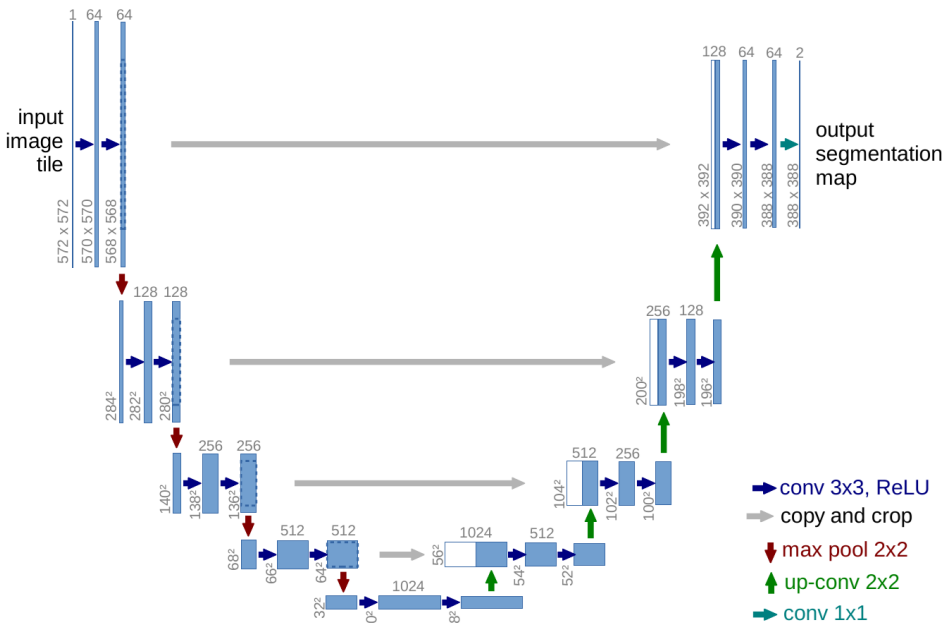 1 64 64
input
image
tile
572 x 572
570 x 570
568 x 568
128 64 64 2
output
segmentation
map
392 x 392
390 x 390
388 x 388
388 x 388
128 128
284²
282²
280²
256 128
200²
198²
196²
256 256
140²
138²
136²
512 256
104²
102²
100²
512 512
68²
66²
64²
1024 512
56²
54²
52²
1024
32²
0²
8²
conv 3x3, ReLU
copy and crop
max pool 2x2
up-conv 2x2
conv 1x1